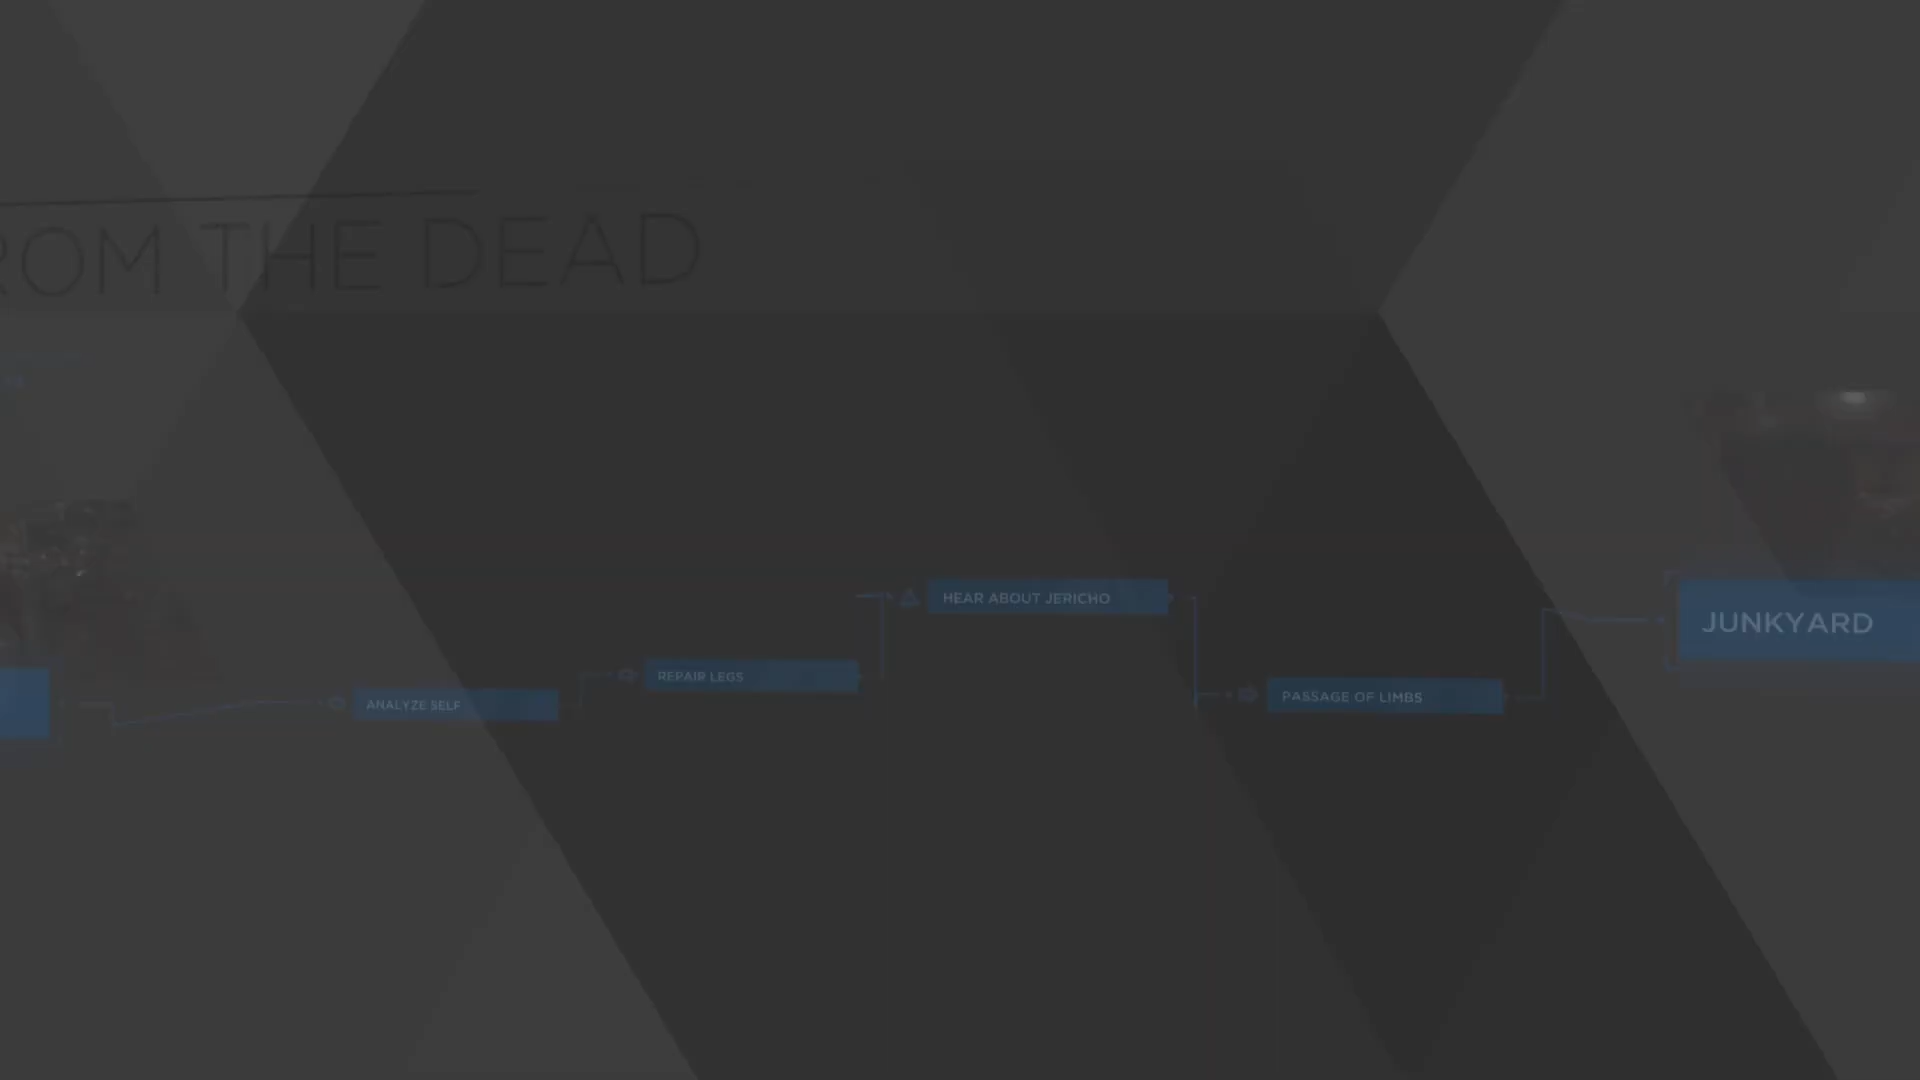 ROM THE DEAD
HEAR ABOUT JERICHO
JUNKYARD
REPAIR LEGS
PASSAGE OF LIMBS
ANALYZE SELF